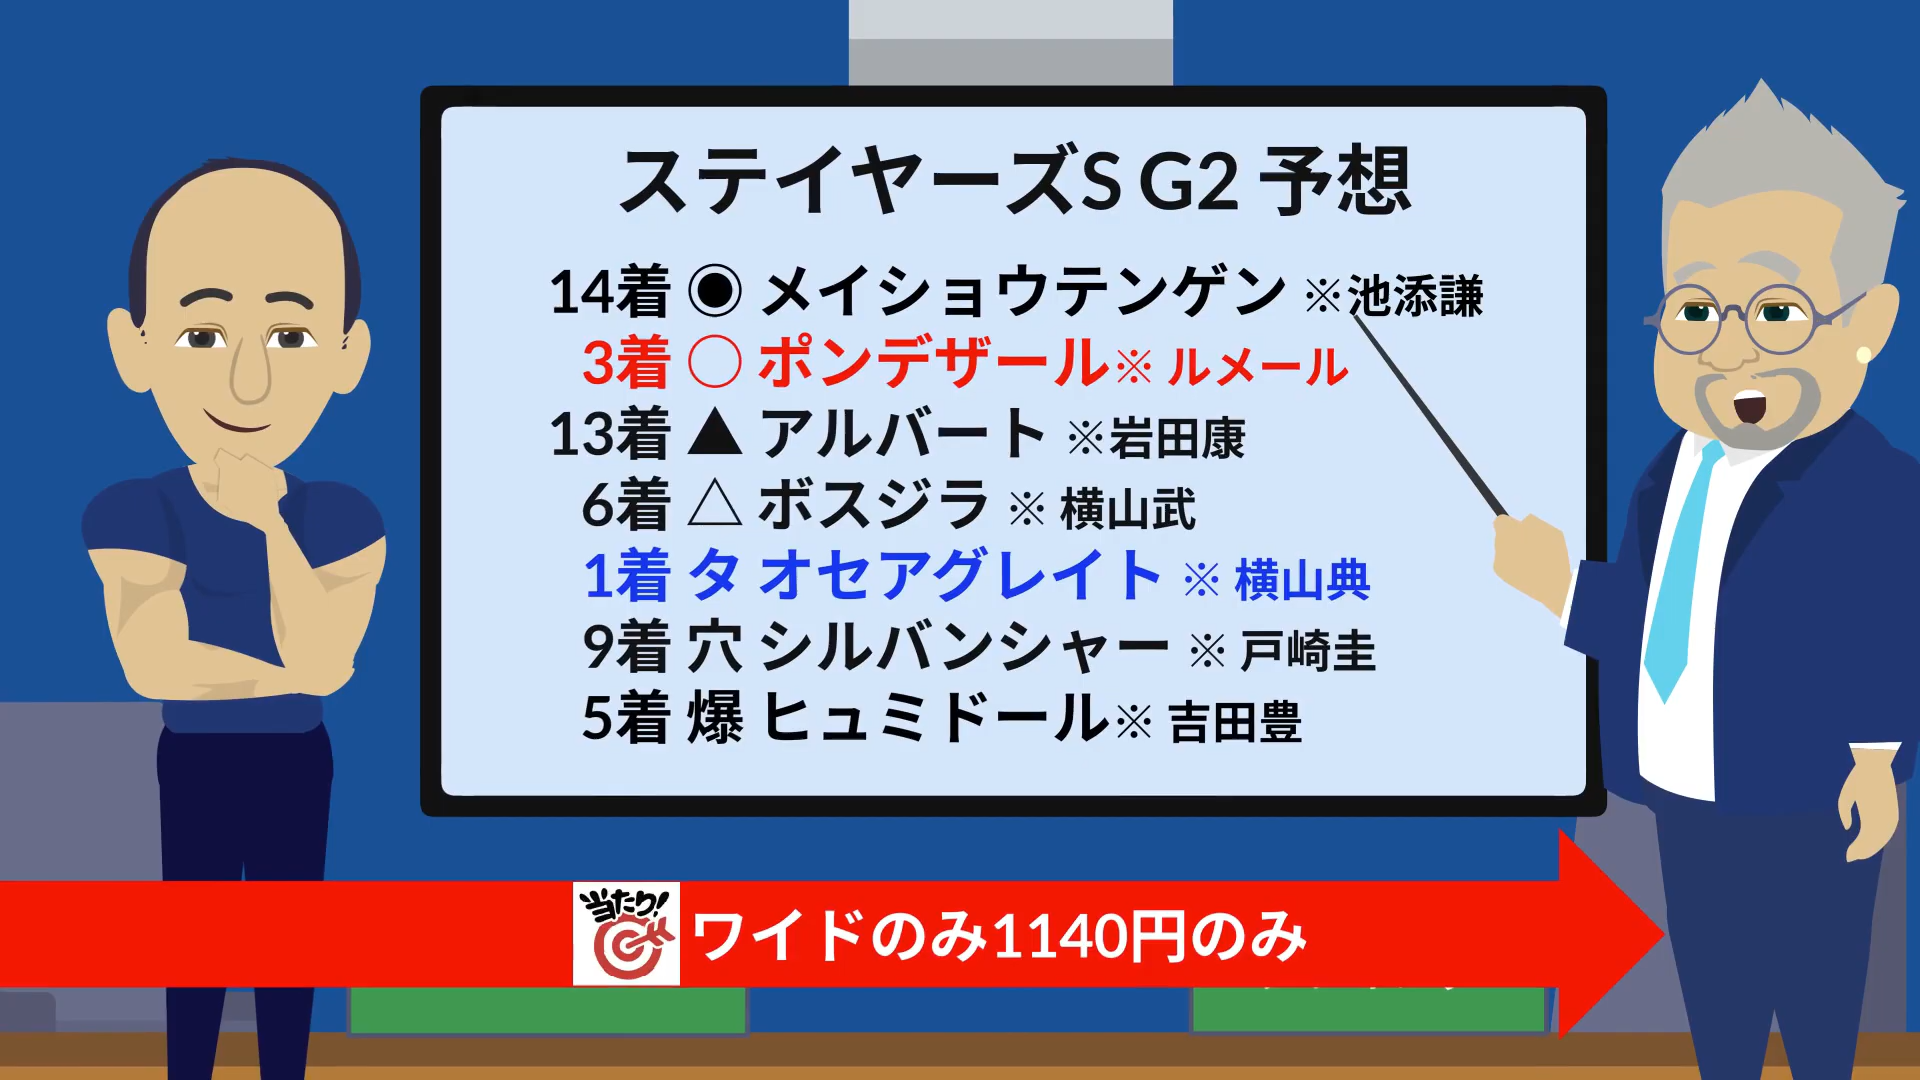 ステイヤーズS G2 予想
14着 ◉ メイショウテンゲン ※池添謙
3着 ○ ポンデザール※ ルメール
13着 ▲ アルバート ※岩田康
6着 △ ボスジラ ※ 横山武
1着 タ オセアグレイト ※ 横山典
9着 穴 シルバンシャー ※ 戸崎圭
5着 爆 ヒュミドール※ 吉田豊
当たり!
ワイドのみ1140円のみ